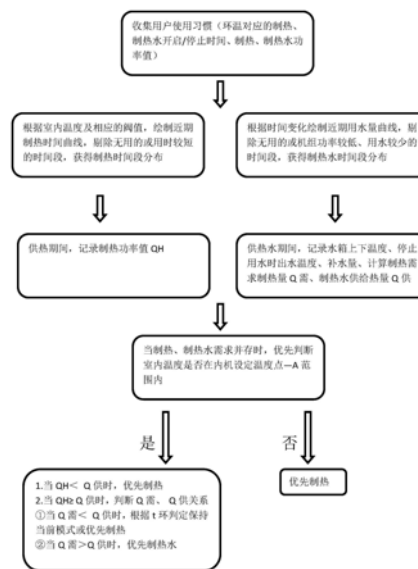 收集用户使用习惯（环温对应的制热、
制热水开启/停止时间、制热、制热水功
率值）
根据室内温度及相应的阀值，绘制近期
制热时间曲线，剔除无用的或用时较短
的时间段，获得制热时间段分布
根据时间变化绘制近期用水量曲线，剔
除无用的或机组功率较低、用水较少的
时间段，获得制热水时间段分布
供热期间，记录制热功率值 QH
供热水期间，记录水箱上下温度、停止
用水时出水温度、补水量、计算制热需
求制热量 Q 需、制热水供给热量 Q 供
当制热、制热水需求并存时，优先判断
室内温度是否在内机设定温度点—A 范
围内
是
否
1.当 QH＜ Q 供时，优先制热
2.当 QH≥ Q 供时，判断 Q 需、 Q 供关系
①当 Q 需＜ Q 供时，根据 t 环判定保持
当前模式或优先制热
②当 Q 需＞Q 供时，优先制热水
优先制热